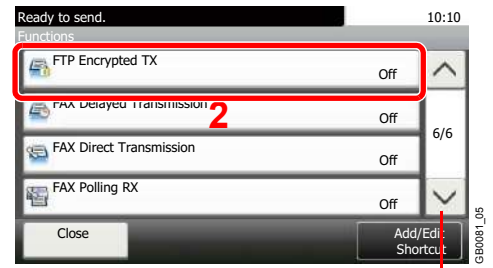 Ready to send.
10:10
Functions
FTP Encrypted TX
Off
FAX Delayed Transmission
Off
2
6/6
FAX Direct Transmission
Off
FAX Polling RX
Off
Close
Add/Edit
Shortcut
GB0081_05